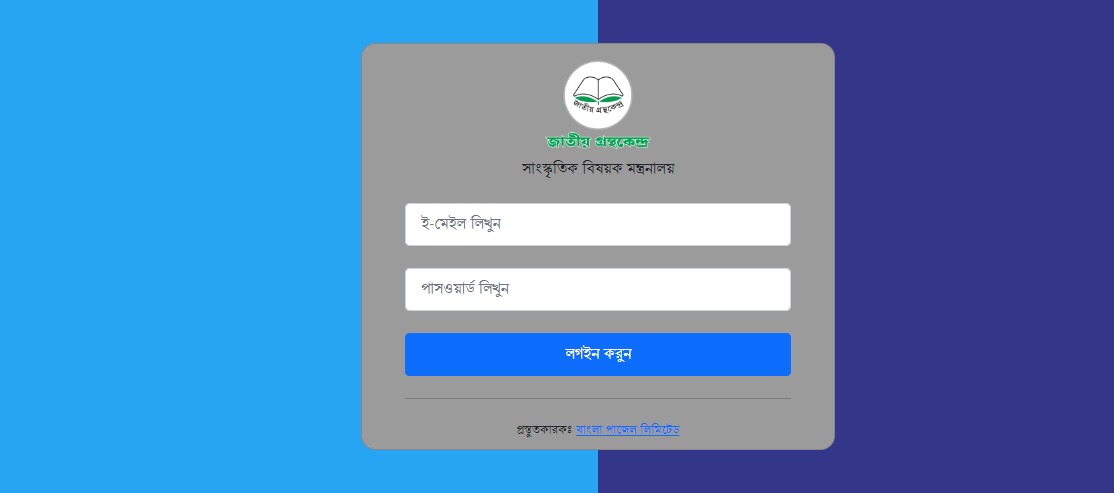 জাতীয় গ্রন্থকেন্দ্র
জাতীয় গ্রন্থকেন্দ্র
সাংস্কৃতিক বিষয়ক মন্ত্রনালয়
ই-মেইল লিখুন
পাসওয়ার্ড লিখুন
লগইন করুন
প্রস্তুতকারকঃ বাংলা পাজেল লিমিটেড